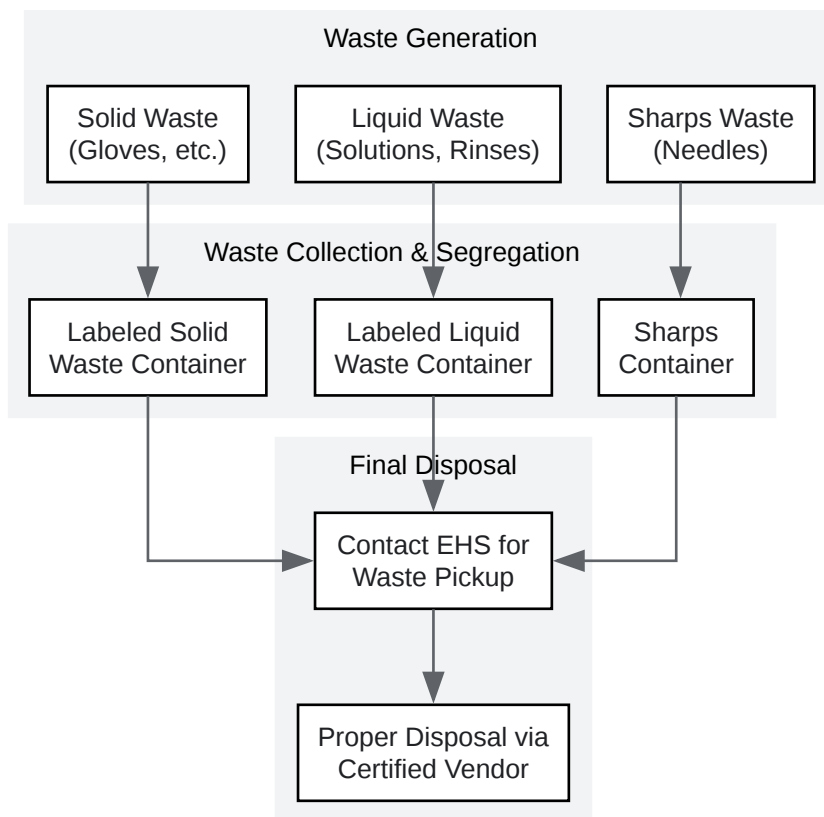 Waste Generation
Solid Waste
(Gloves, etc.)
Liquid Waste
(Solutions, Rinses)
Sharps Waste
(Needles)
Waste Collection & Segregation
Labeled Solid
Waste Container
Labeled Liquid
Waste Container
Sharps
Container
Final Disposal
Contact EHS for
Waste Pickup
Proper Disposal via
Certified Vendor